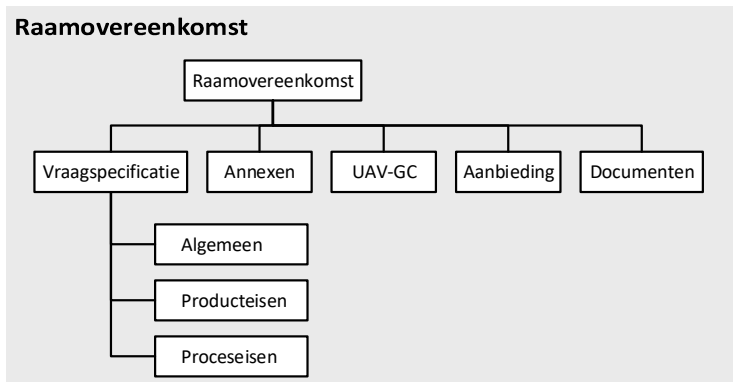 Raamovereenkomst
Raamovereenkomst
Vraagspecificatie
Annexen
UAV-GC
Aanbieding
Documenten
Algemeen
Producteisen
Proceseisen